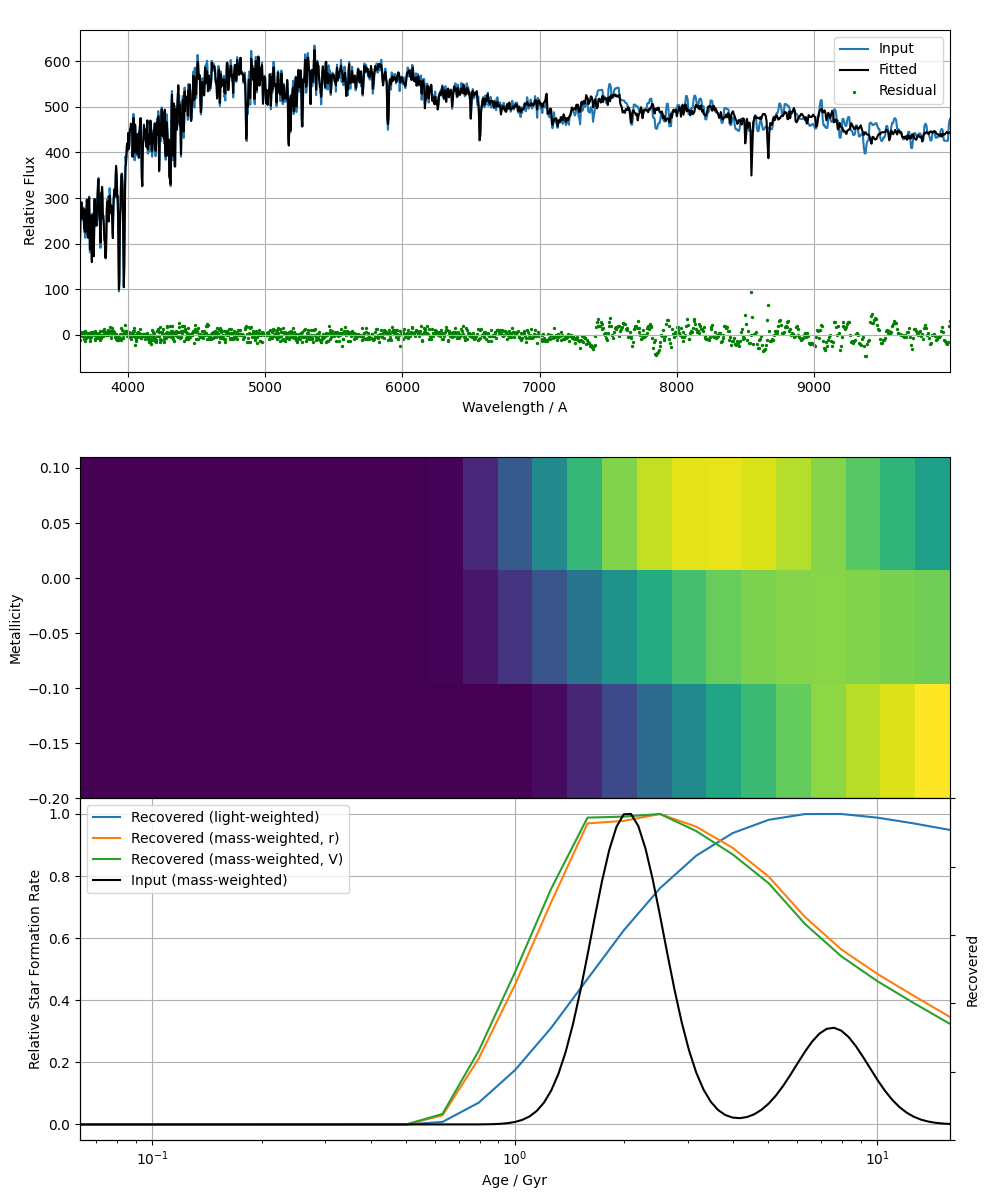 600
500
400
300
200
100
0
Relative Flux
Input
Fitted
Residual
4000
5000
6000
7000
8000
9000
Wavelength / A
0.10
0.05
0.00
−0.05
−0.10
−0.15
−0.20
Metallicity
1.0
0.8
0.6
0.4
0.2
0.0
Relative Star Formation Rate
Recovered (light-weighted)
Recovered (mass-weighted, r)
Recovered (mass-weighted, V)
Input (mass-weighted)
Recovered
10⁻¹
10⁰
10¹
Age / Gyr